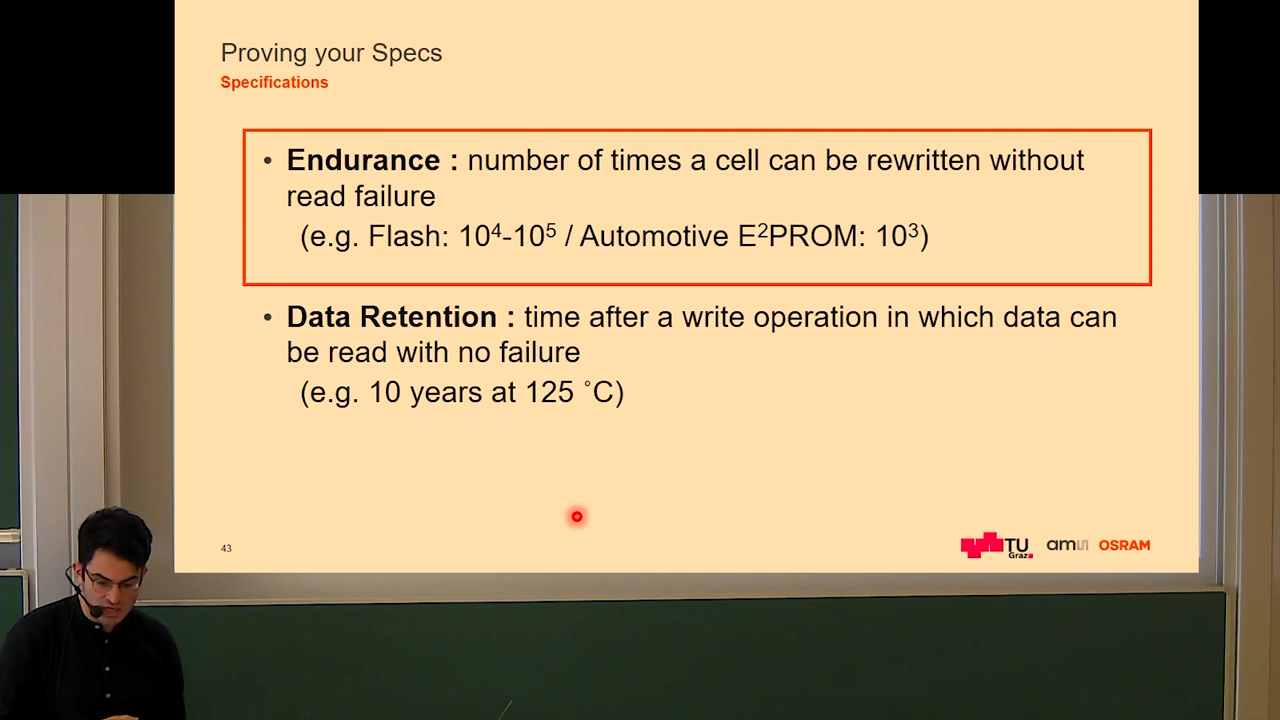 Proving your Specs
Specifications
• Endurance : number of times a cell can be rewritten without
read failure
(e.g. Flash: 10⁴-10⁵ / Automotive E²PROM: 10³)
• Data Retention : time after a write operation in which data can
be read with no failure
(e.g. 10 years at 125 ˚C)
43
TU
Graz
amu OSRAM